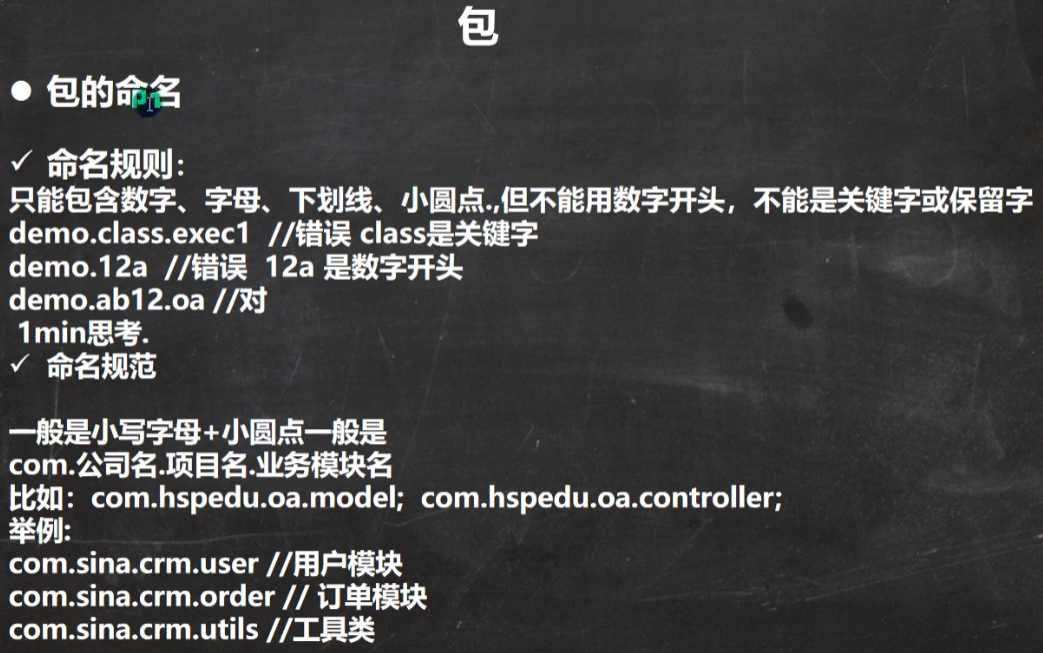 包
● 包的命名
✓ 命名规则：
只能包含数字、字母、下划线、小圆点.,但不能用数字开头，不能是关键字或保留字
demo.class.exec1 //错误 class是关键字
demo.12a //错误 12a 是数字开头
demo.ab12.oa //对
1min思考.
✓ 命名规范
一般是小写字母+小圆点一般是
com.公司名.项目名.业务模块名
比如：com.hspedu.oa.model; com.hspedu.oa.controller;
举例:
com.sina.crm.user //用户模块
com.sina.crm.order // 订单模块
com.sina.crm.utils //工具类